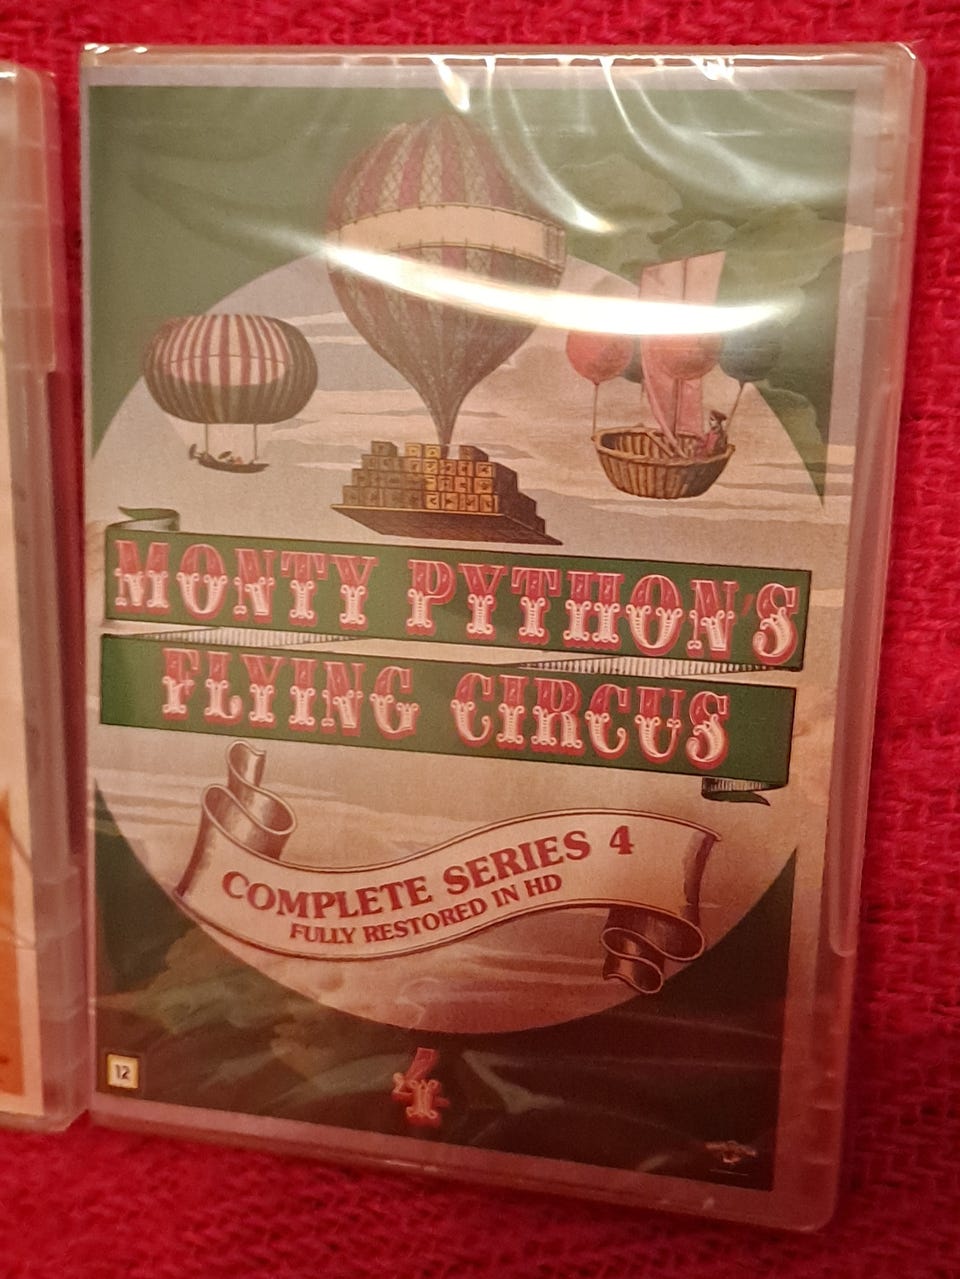 MONTY PYTHON'S
FLYING CIRCUS
COMPLETE SERIES 4
FULLY RESTORED IN HD
12
4